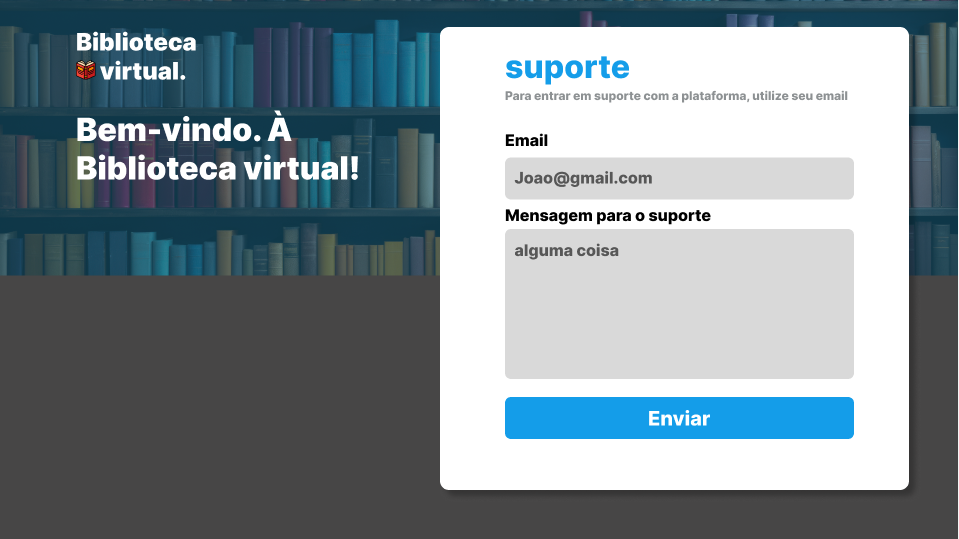 Biblioteca
virtual.
Bem-vindo. À
Biblioteca virtual!
suporte
Para entrar em suporte com a plataforma, utilize seu email
Email
Joao@gmail.com
Mensagem para o suporte
alguma coisa
Enviar